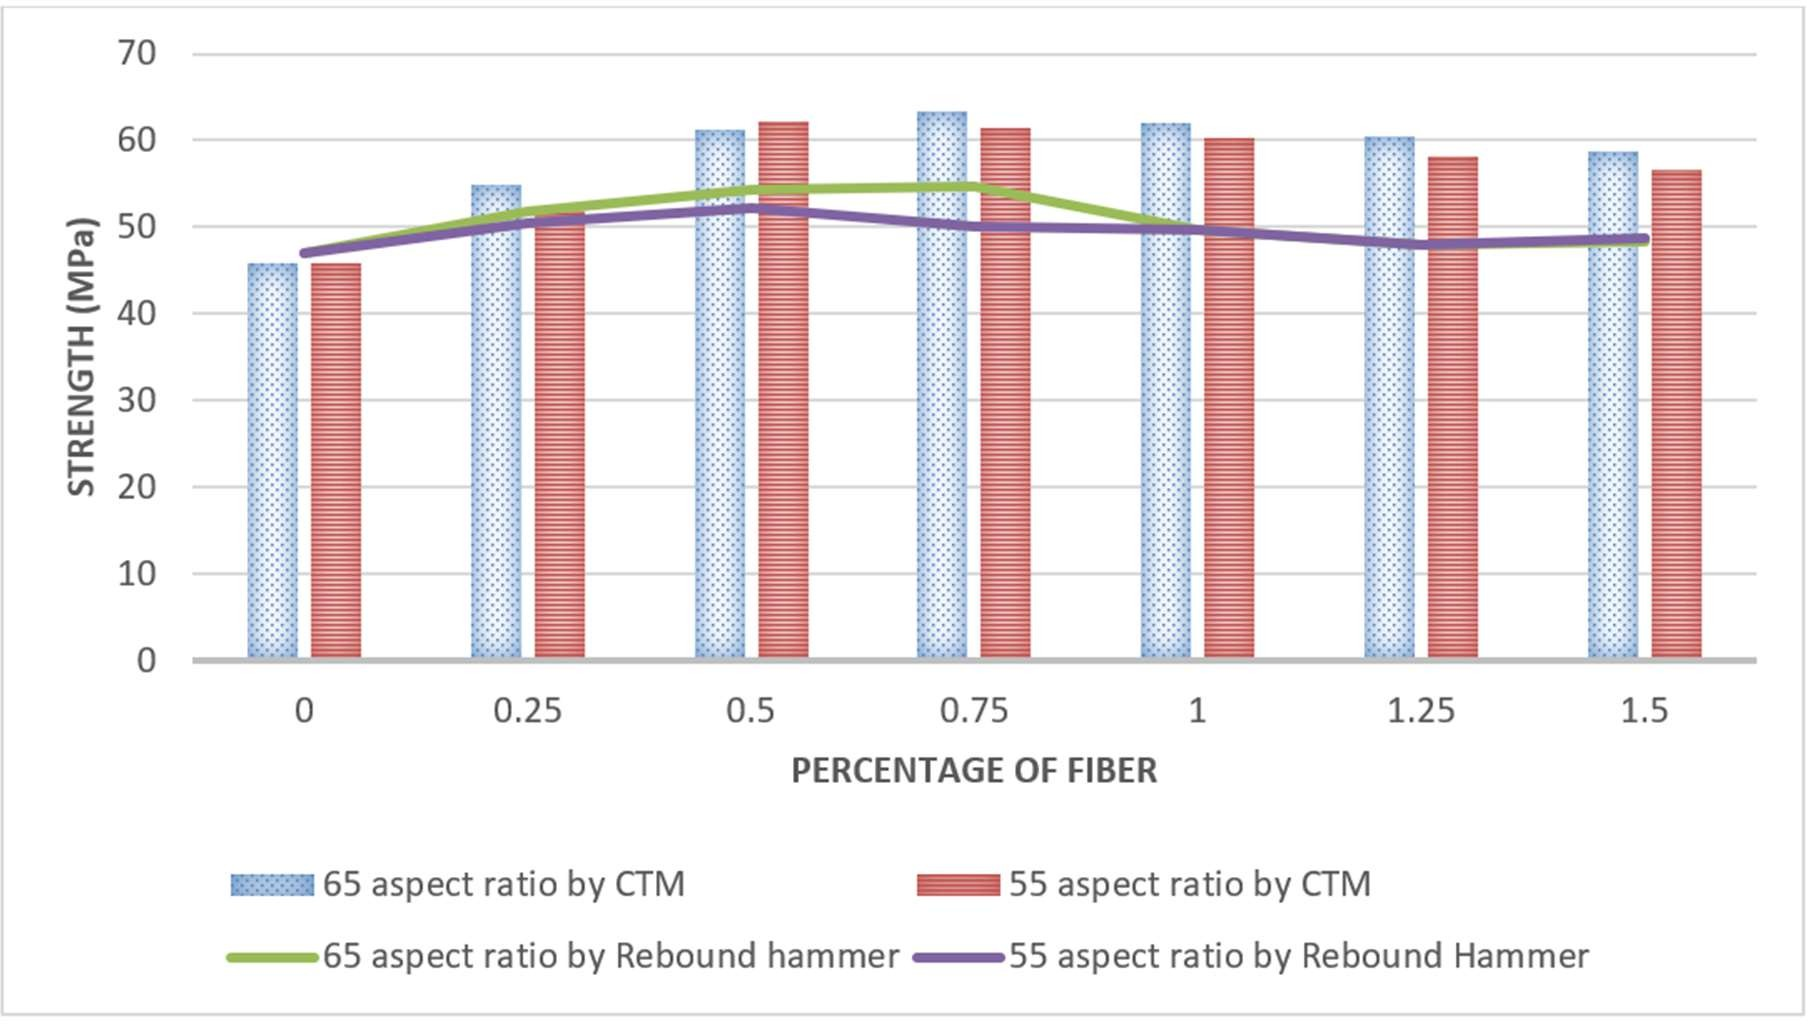 70
60
50
40
30
20
10
0
STRENGTH (MPa)
0 0.25 0.5 0.75 1 1.25 1.5
PERCENTAGE OF FIBER
65 aspect ratio by CTM 55 aspect ratio by CTM
65 aspect ratio by Rebound hammer 55 aspect ratio by Rebound Hammer